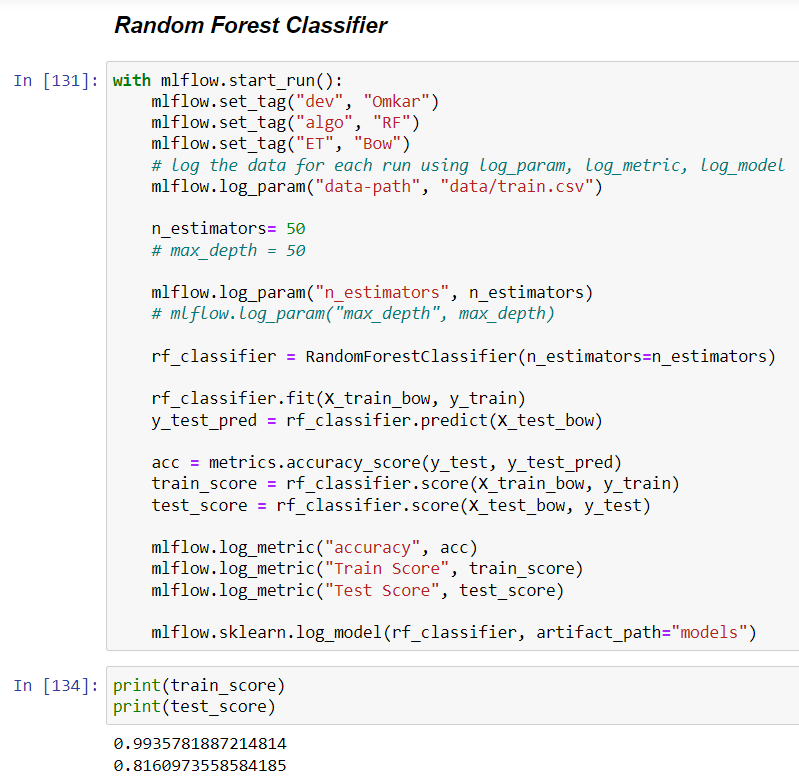 Random Forest Classifier
In [131]: with mlflow.start_run():
    mlflow.set_tag("dev", "Omkar")
    mlflow.set_tag("algo", "RF")
    mlflow.set_tag("ET", "Bow")
    # log the data for each run using log_param, log_metric, log_model
    mlflow.log_param("data-path", "data/train.csv")

    n_estimators= 50
    # max_depth = 50

    mlflow.log_param("n_estimators", n_estimators)
    # mlflow.log_param("max_depth", max_depth)

    rf_classifier = RandomForestClassifier(n_estimators=n_estimators)

    rf_classifier.fit(X_train_bow, y_train)
    y_test_pred = rf_classifier.predict(X_test_bow)

    acc = metrics.accuracy_score(y_test, y_test_pred)
    train_score = rf_classifier.score(X_train_bow, y_train)
    test_score = rf_classifier.score(X_test_bow, y_test)

    mlflow.log_metric("accuracy", acc)
    mlflow.log_metric("Train Score", train_score)
    mlflow.log_metric("Test Score", test_score)

    mlflow.sklearn.log_model(rf_classifier, artifact_path="models")
In [134]: print(train_score)
print(test_score)
0.9935781887214814
0.8160973558584185